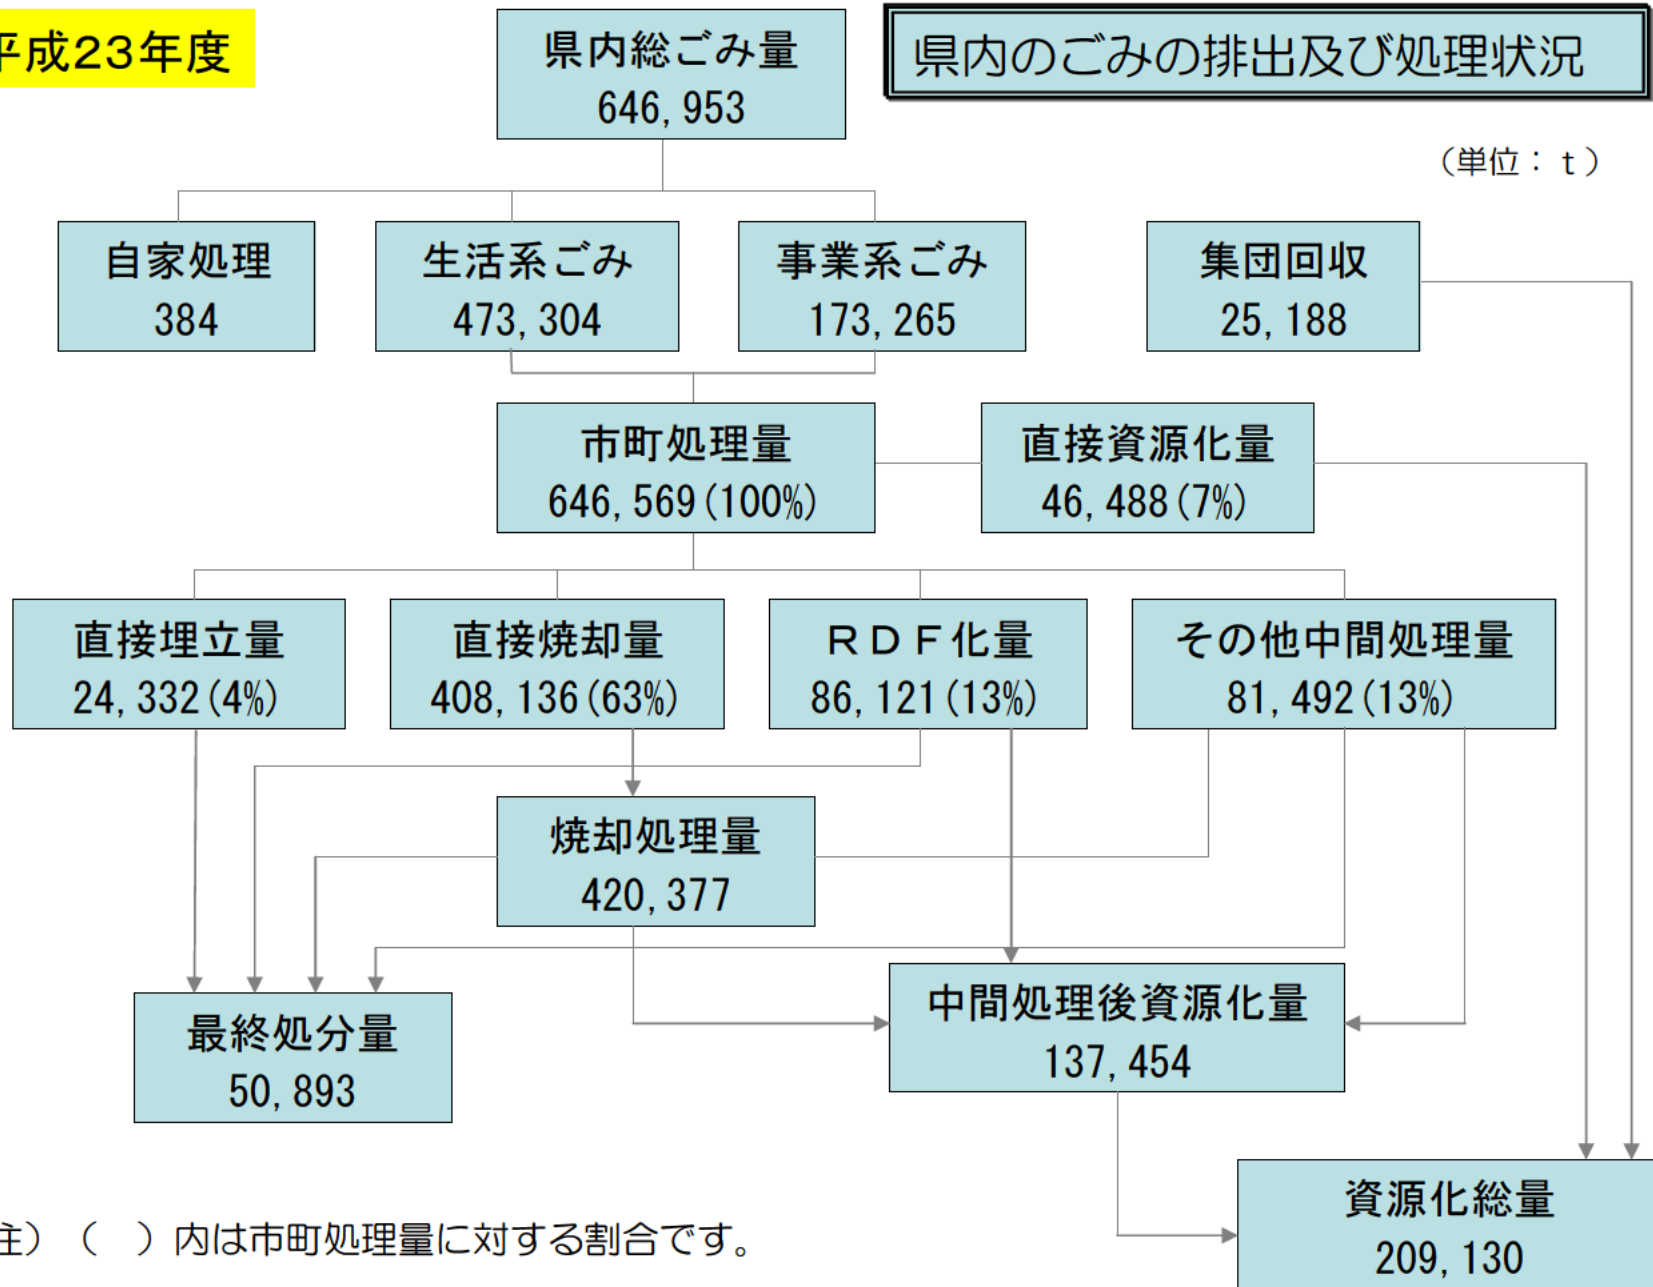 平成23年度
県内のごみの排出及び処理状況
(単位：t)
県内総ごみ量
646,953
自家処理
384
生活系ごみ
473,304
事業系ごみ
173,265
集団回収
25,188
市町処理量
646,569(100%)
直接資源化量
46,488(7%)
直接埋立量
24,332(4%)
直接焼却量
408,136(63%)
ＲＤＦ化量
86,121(13%)
その他中間処理量
81,492(13%)
焼却処理量
420,377
最終処分量
50,893
中間処理後資源化量
137,454
資源化総量
209,130
注）（　）内は市町処理量に対する割合です。